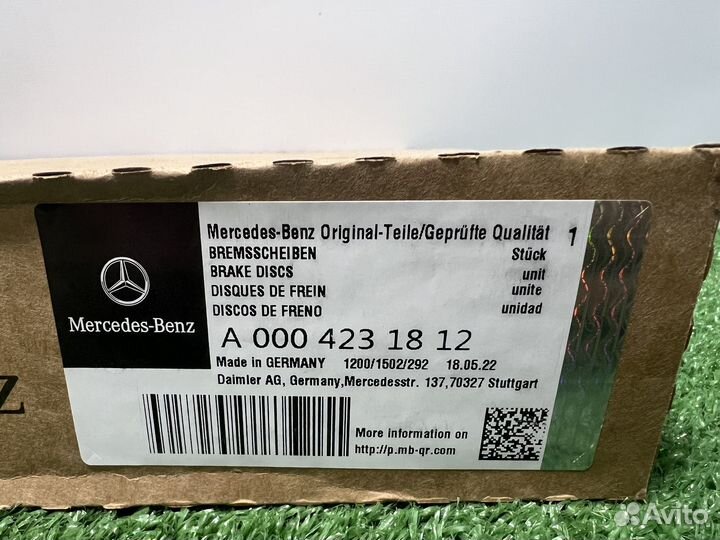 Mercedes-Benz Original-Teile/Geprüfte Qualität 1
BREMSSCHEIBEN Stück
BRAKE DISCS unit
DISQUES DE FREIN unite
DISCOS DE FRENO unidad
Mercedes-Benz
A 000 423 18 12
Made in GERMANY 1200/1502/292 18.05.22
Daimler AG, Germany,Mercedesstr. 137,70327 Stuttgart
More information on
http://p.mb-qr.com
Z
Avito